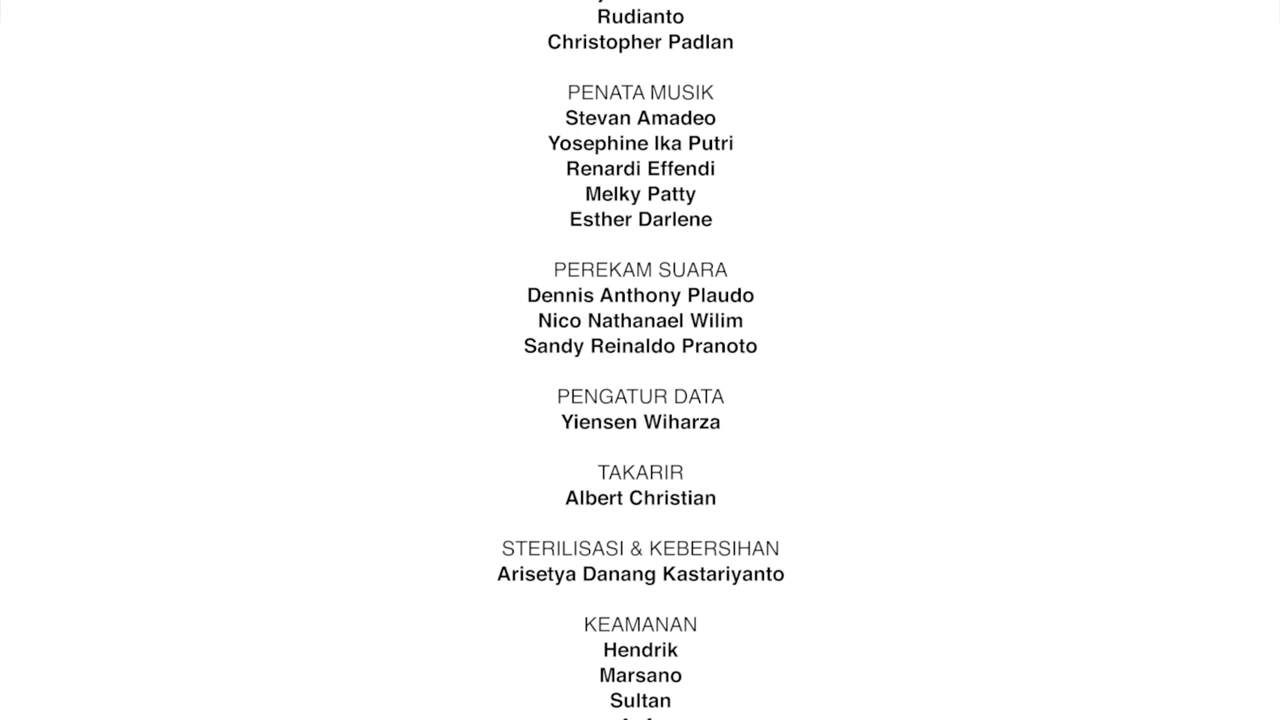 Rudianto
Christopher Padlan
PENATA MUSIK
Stevan Amadeo
Yosephine Ika Putri
Renardi Effendi
Melky Patty
Esther Darlene
PEREKAM SUARA
Dennis Anthony Plaudo
Nico Nathanael Wilim
Sandy Reinaldo Pranoto
PENGATUR DATA
Yiensen Wiharza
TAKARIR
Albert Christian
STERILISASI & KEBERSIHAN
Arisetya Danang Kastariyanto
KEAMANAN
Hendrik
Marsano
Sultan